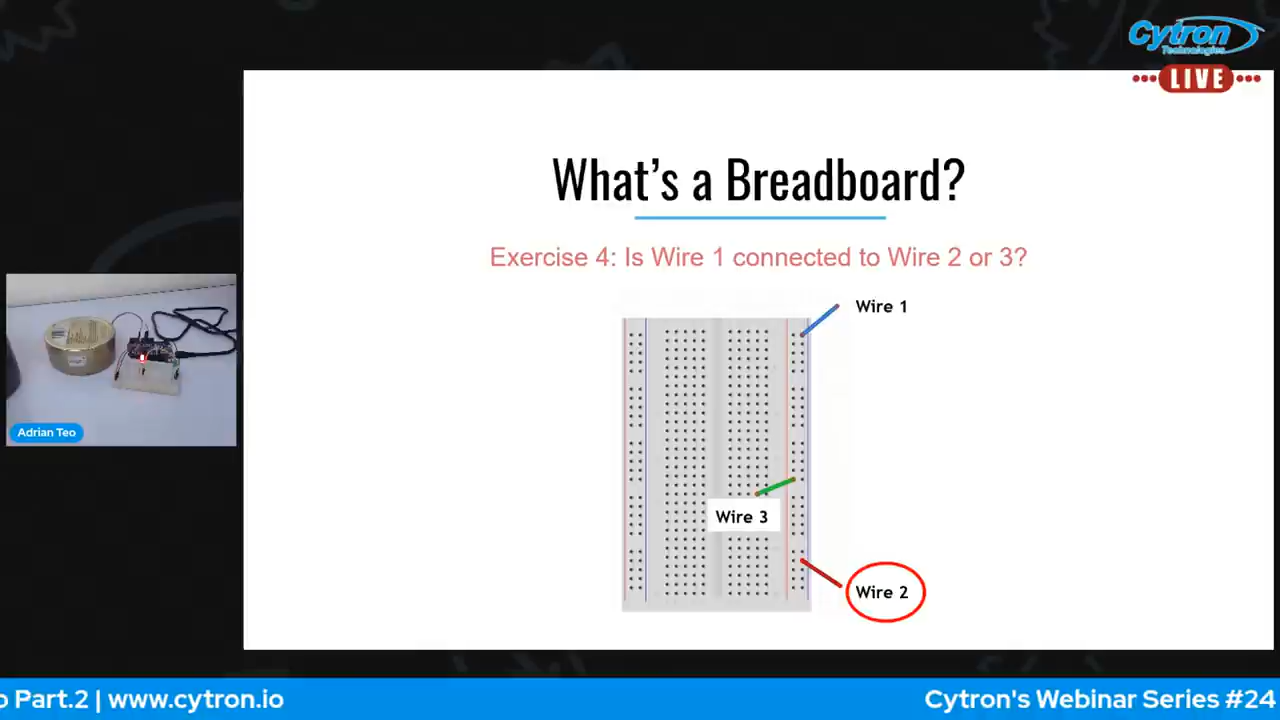 Cytron
Technologies
LIVE
What's a Breadboard?
Exercise 4: Is Wire 1 connected to Wire 2 or 3?
Wire 1
Wire 3
Wire 2
Adrian Teo
o Part.2 | www.cytron.io
Cytron's Webinar Series #24